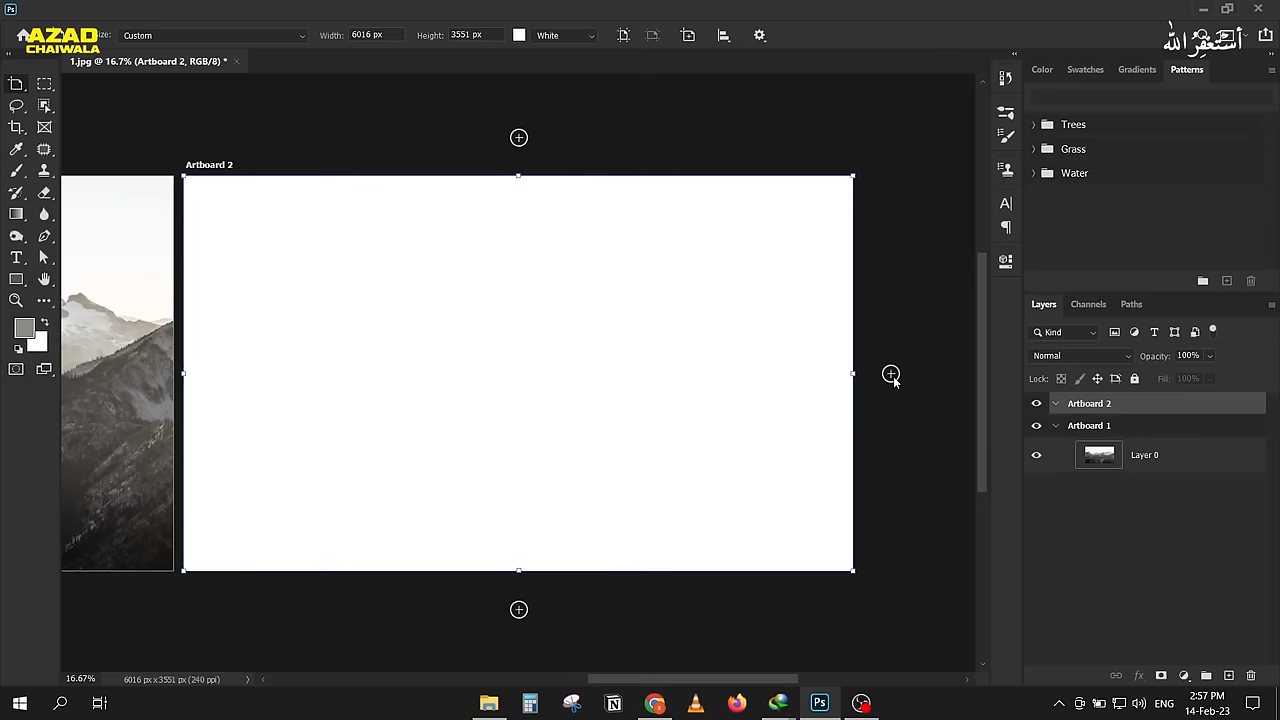 AZAD
CHAIWALA
أستغفر الله
Size: Custom Width: 6016 px Height: 3551 px White
1.jpg @ 16.7% (Artboard 2, RGB/8) * ×
Color Swatches Gradients Patterns
Trees
Grass
Water
Artboard 2
Layers Channels Paths
Kind
Normal Opacity: 100%
Lock: Fill: 100%
Artboard 2
Artboard 1
Layer 0
16.67% 6016 px x 3551 px (240 ppi)
Ps
ENG
2:57 PM
14-Feb-23